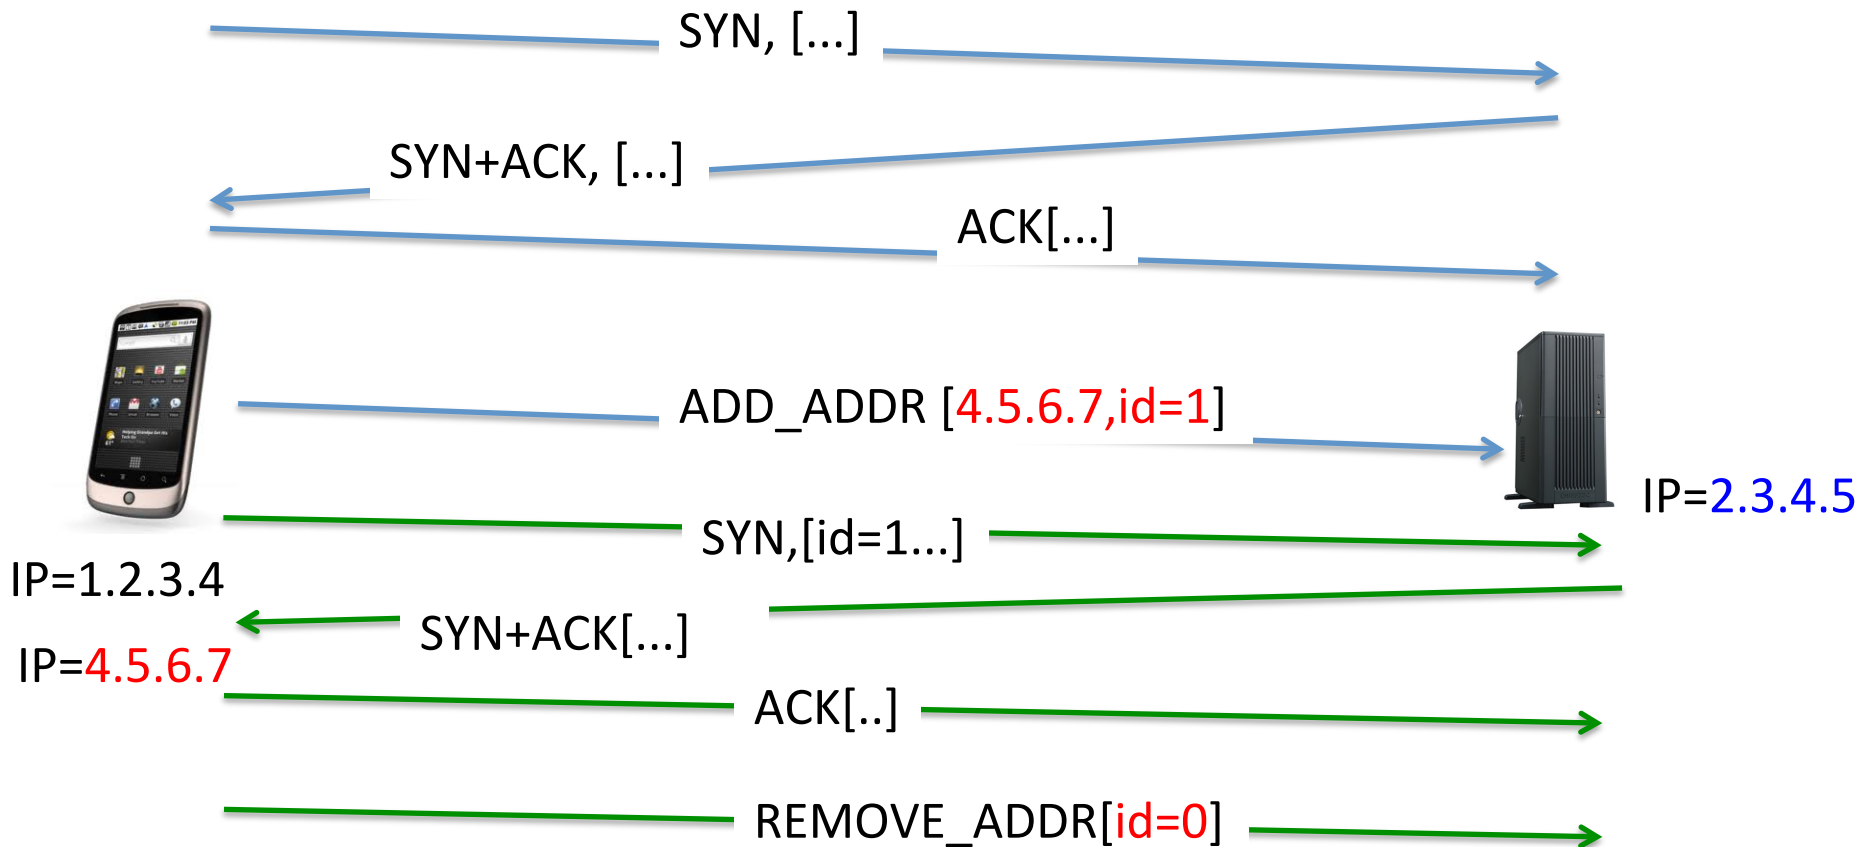 SYN, [...]
SYN+ACK, [...]
ACK[...]
ADD_ADDR [4.5.6.7,id=1]
IP=2.3.4.5
SYN,[id=1...]
IP=1.2.3.4
SYN+ACK[...]
IP=4.5.6.7
ACK[..]
REMOVE_ADDR[id=0]